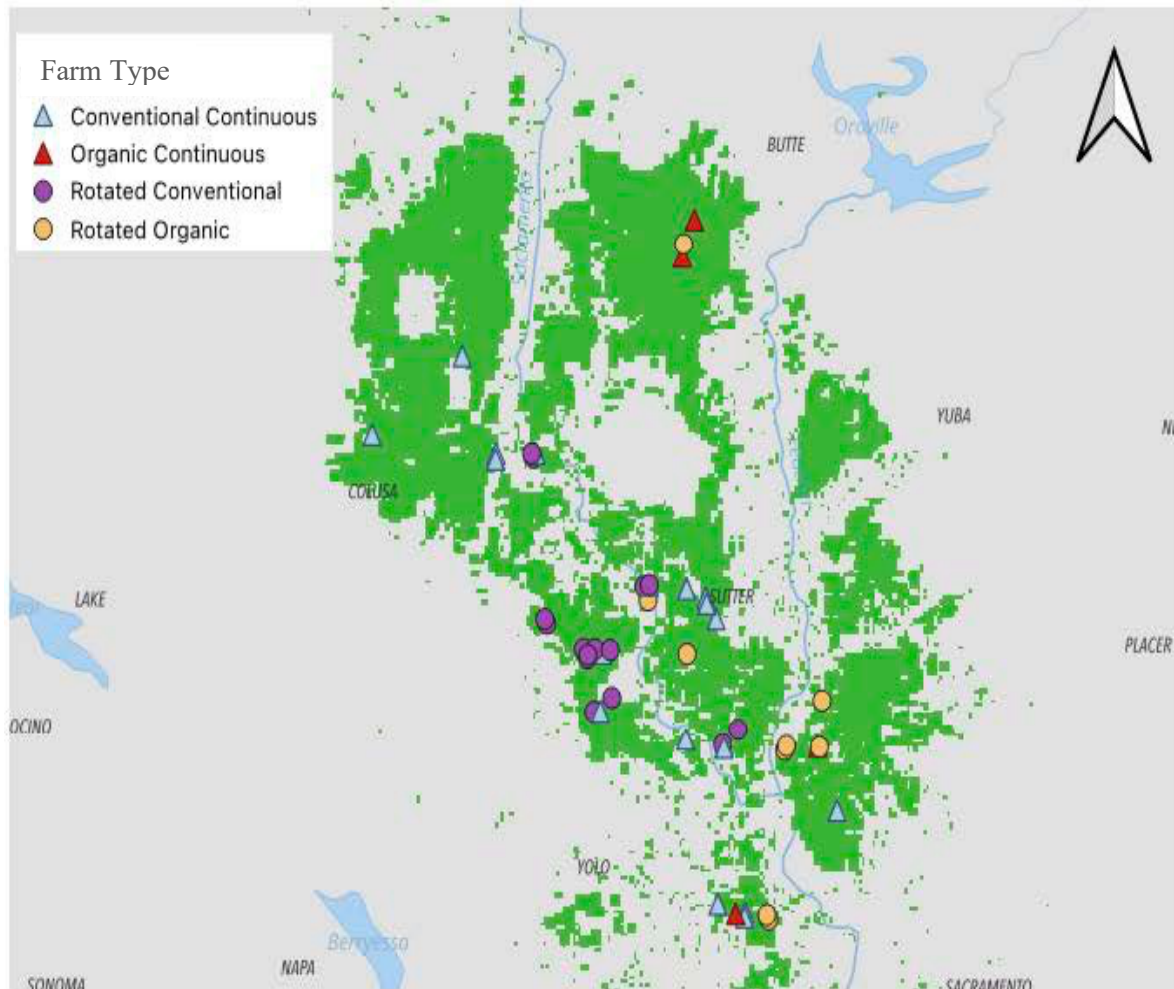 Farm Type
Conventional Continuous
Organic Continuous
Rotated Conventional
Rotated Organic
Oroville
BUTTE
Sacramento
YUBA
COLUSA
LAKE
SUTTER
PLACER
OCINO
YOLO
Berryessa
NAPA
SONOMA
SACRAMENTO